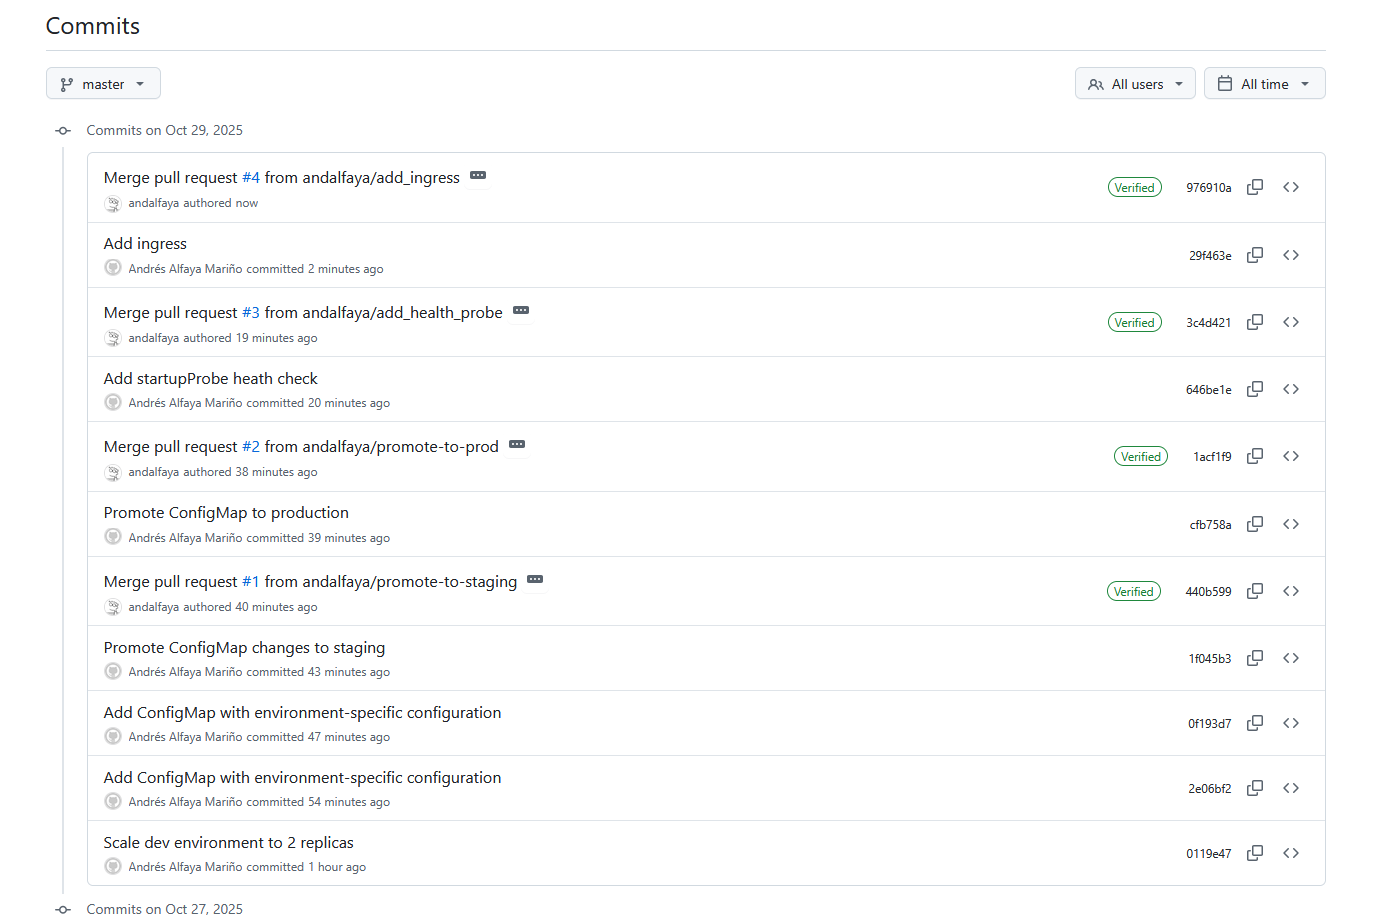 Commits
master
All users
All time
Commits on Oct 29, 2025
Merge pull request #4 from andalfaya/add_ingress
Verified
976910a
andalfaya authored now
Add ingress
29f463e
Andrés Alfaya Mariño committed 2 minutes ago
Merge pull request #3 from andalfaya/add_health_probe
Verified
3c4d421
andalfaya authored 19 minutes ago
Add startupProbe heath check
646be1e
Andrés Alfaya Mariño committed 20 minutes ago
Merge pull request #2 from andalfaya/promote-to-prod
Verified
1acf1f9
andalfaya authored 38 minutes ago
Promote ConfigMap to production
cfb758a
Andrés Alfaya Mariño committed 39 minutes ago
Merge pull request #1 from andalfaya/promote-to-staging
Verified
440b599
andalfaya authored 40 minutes ago
Promote ConfigMap changes to staging
1f045b3
Andrés Alfaya Mariño committed 43 minutes ago
Add ConfigMap with environment-specific configuration
0f193d7
Andrés Alfaya Mariño committed 47 minutes ago
Add ConfigMap with environment-specific configuration
2e06bf2
Andrés Alfaya Mariño committed 54 minutes ago
Scale dev environment to 2 replicas
0119e47
Andrés Alfaya Mariño committed 1 hour ago
Commits on Oct 27, 2025